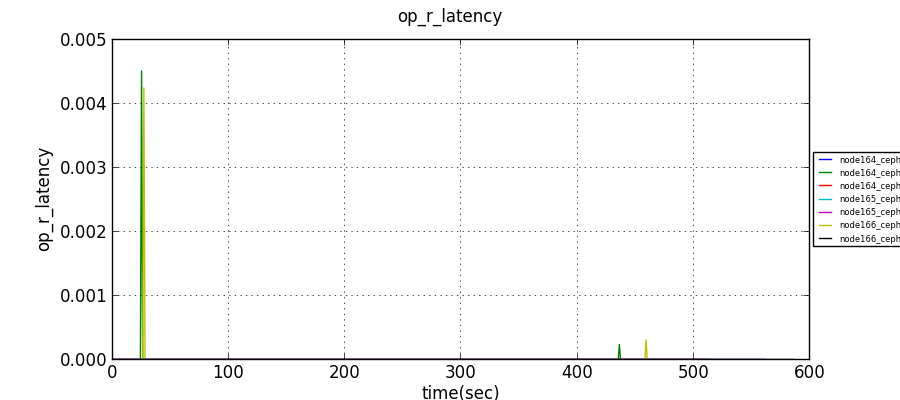 op_r_latency
0.005
0.004
0.003
0.002
0.001
0.000
op_r_latency
0 100 200 300 400 500 600
time(sec)
node164_ceph
node164_ceph
node164_ceph
node165_ceph
node165_ceph
node166_ceph
node166_ceph